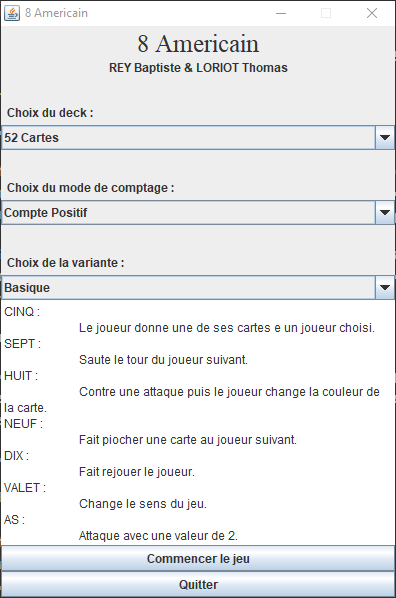 8 Americain
8 Americain
REY Baptiste & LORIOT Thomas
Choix du deck :
52 Cartes
Choix du mode de comptage :
Compte Positif
Choix de la variante :
Basique
CINQ :
Le joueur donne une de ses cartes e un joueur choisi.
SEPT :
Saute le tour du joueur suivant.
HUIT :
Contre une attaque puis le joueur change la couleur de
la carte.
NEUF :
Fait piocher une carte au joueur suivant.
DIX :
Fait rejouer le joueur.
VALET :
Change le sens du jeu.
AS :
Attaque avec une valeur de 2.
Commencer le jeu
Quitter